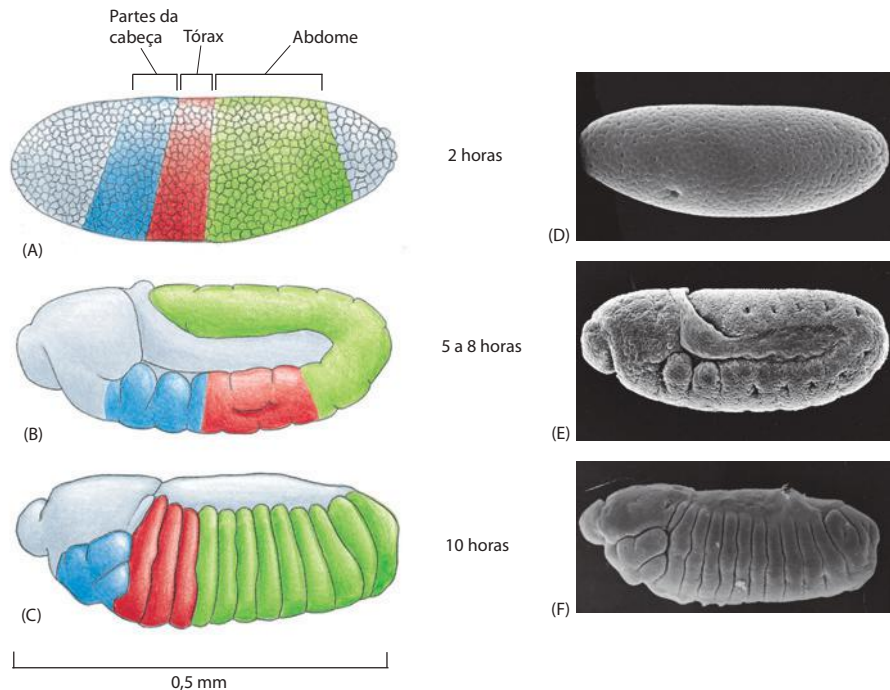 Partes da
cabeça
Tórax
Abdome
2 horas
(A)
(D)
5 a 8 horas
(B)
(E)
10 horas
(C)
(F)
0,5 mm